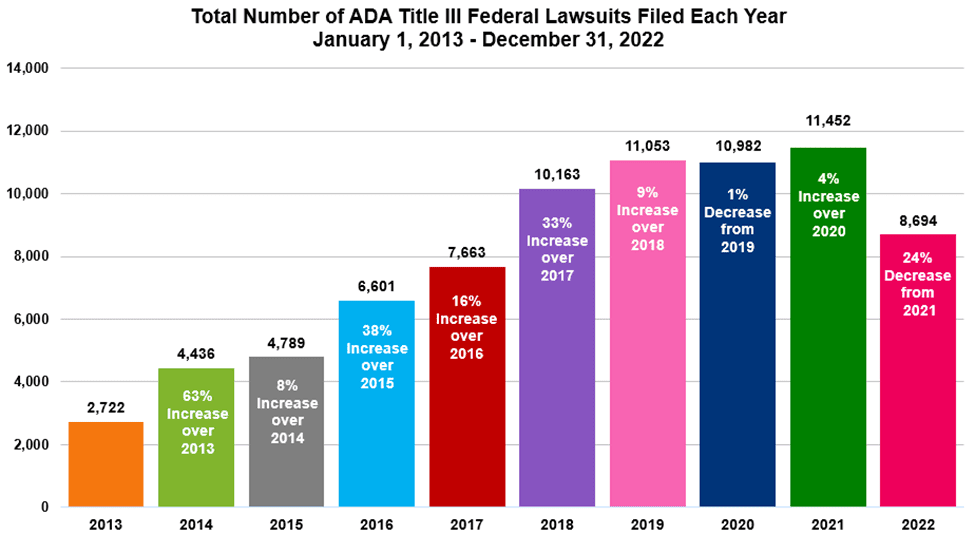 Total Number of ADA Title III Federal Lawsuits Filed Each Year
January 1, 2013 - December 31, 2022
14,000
12,000
10,000
8,000
6,000
4,000
2,000
0
2,722
4,436
63%
Increase
over
2013
4,789
8%
Increase
over
2014
6,601
38%
Increase
over
2015
7,663
16%
Increase
over
2016
10,163
33%
Increase
over
2017
11,053
9%
Increase
over
2018
10,982
1%
Decrease
from
2019
11,452
4%
Increase
over
2020
8,694
24%
Decrease
from
2021
2013
2014
2015
2016
2017
2018
2019
2020
2021
2022